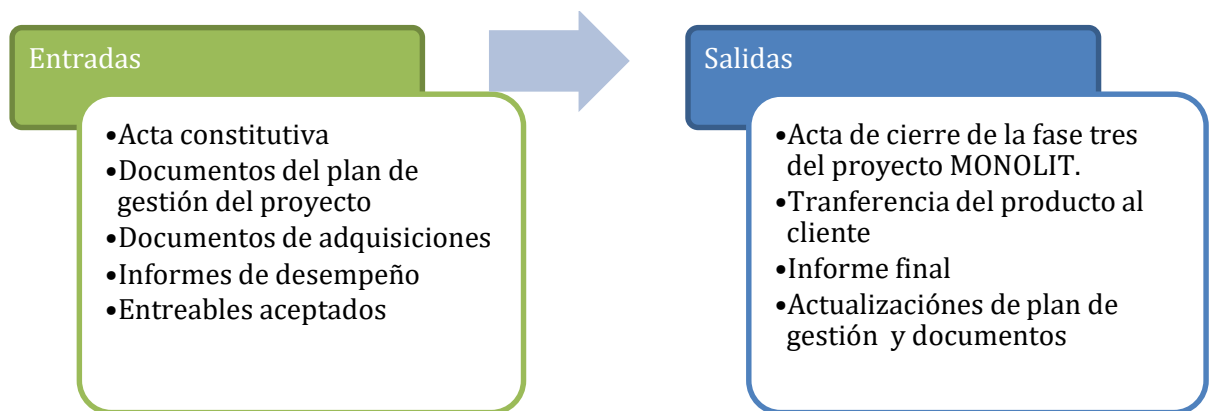 Entradas
•Acta constitutiva
•Documentos del plan de
gestión del proyecto
•Documentos de adquisiciones
•Informes de desempeño
•Entreables aceptados
Salidas
•Acta de cierre de la fase tres
del proyecto MONOLIT.
•Tranferencia del producto al
cliente
•Informe final
•Actualizaciónes de plan de
gestión y documentos